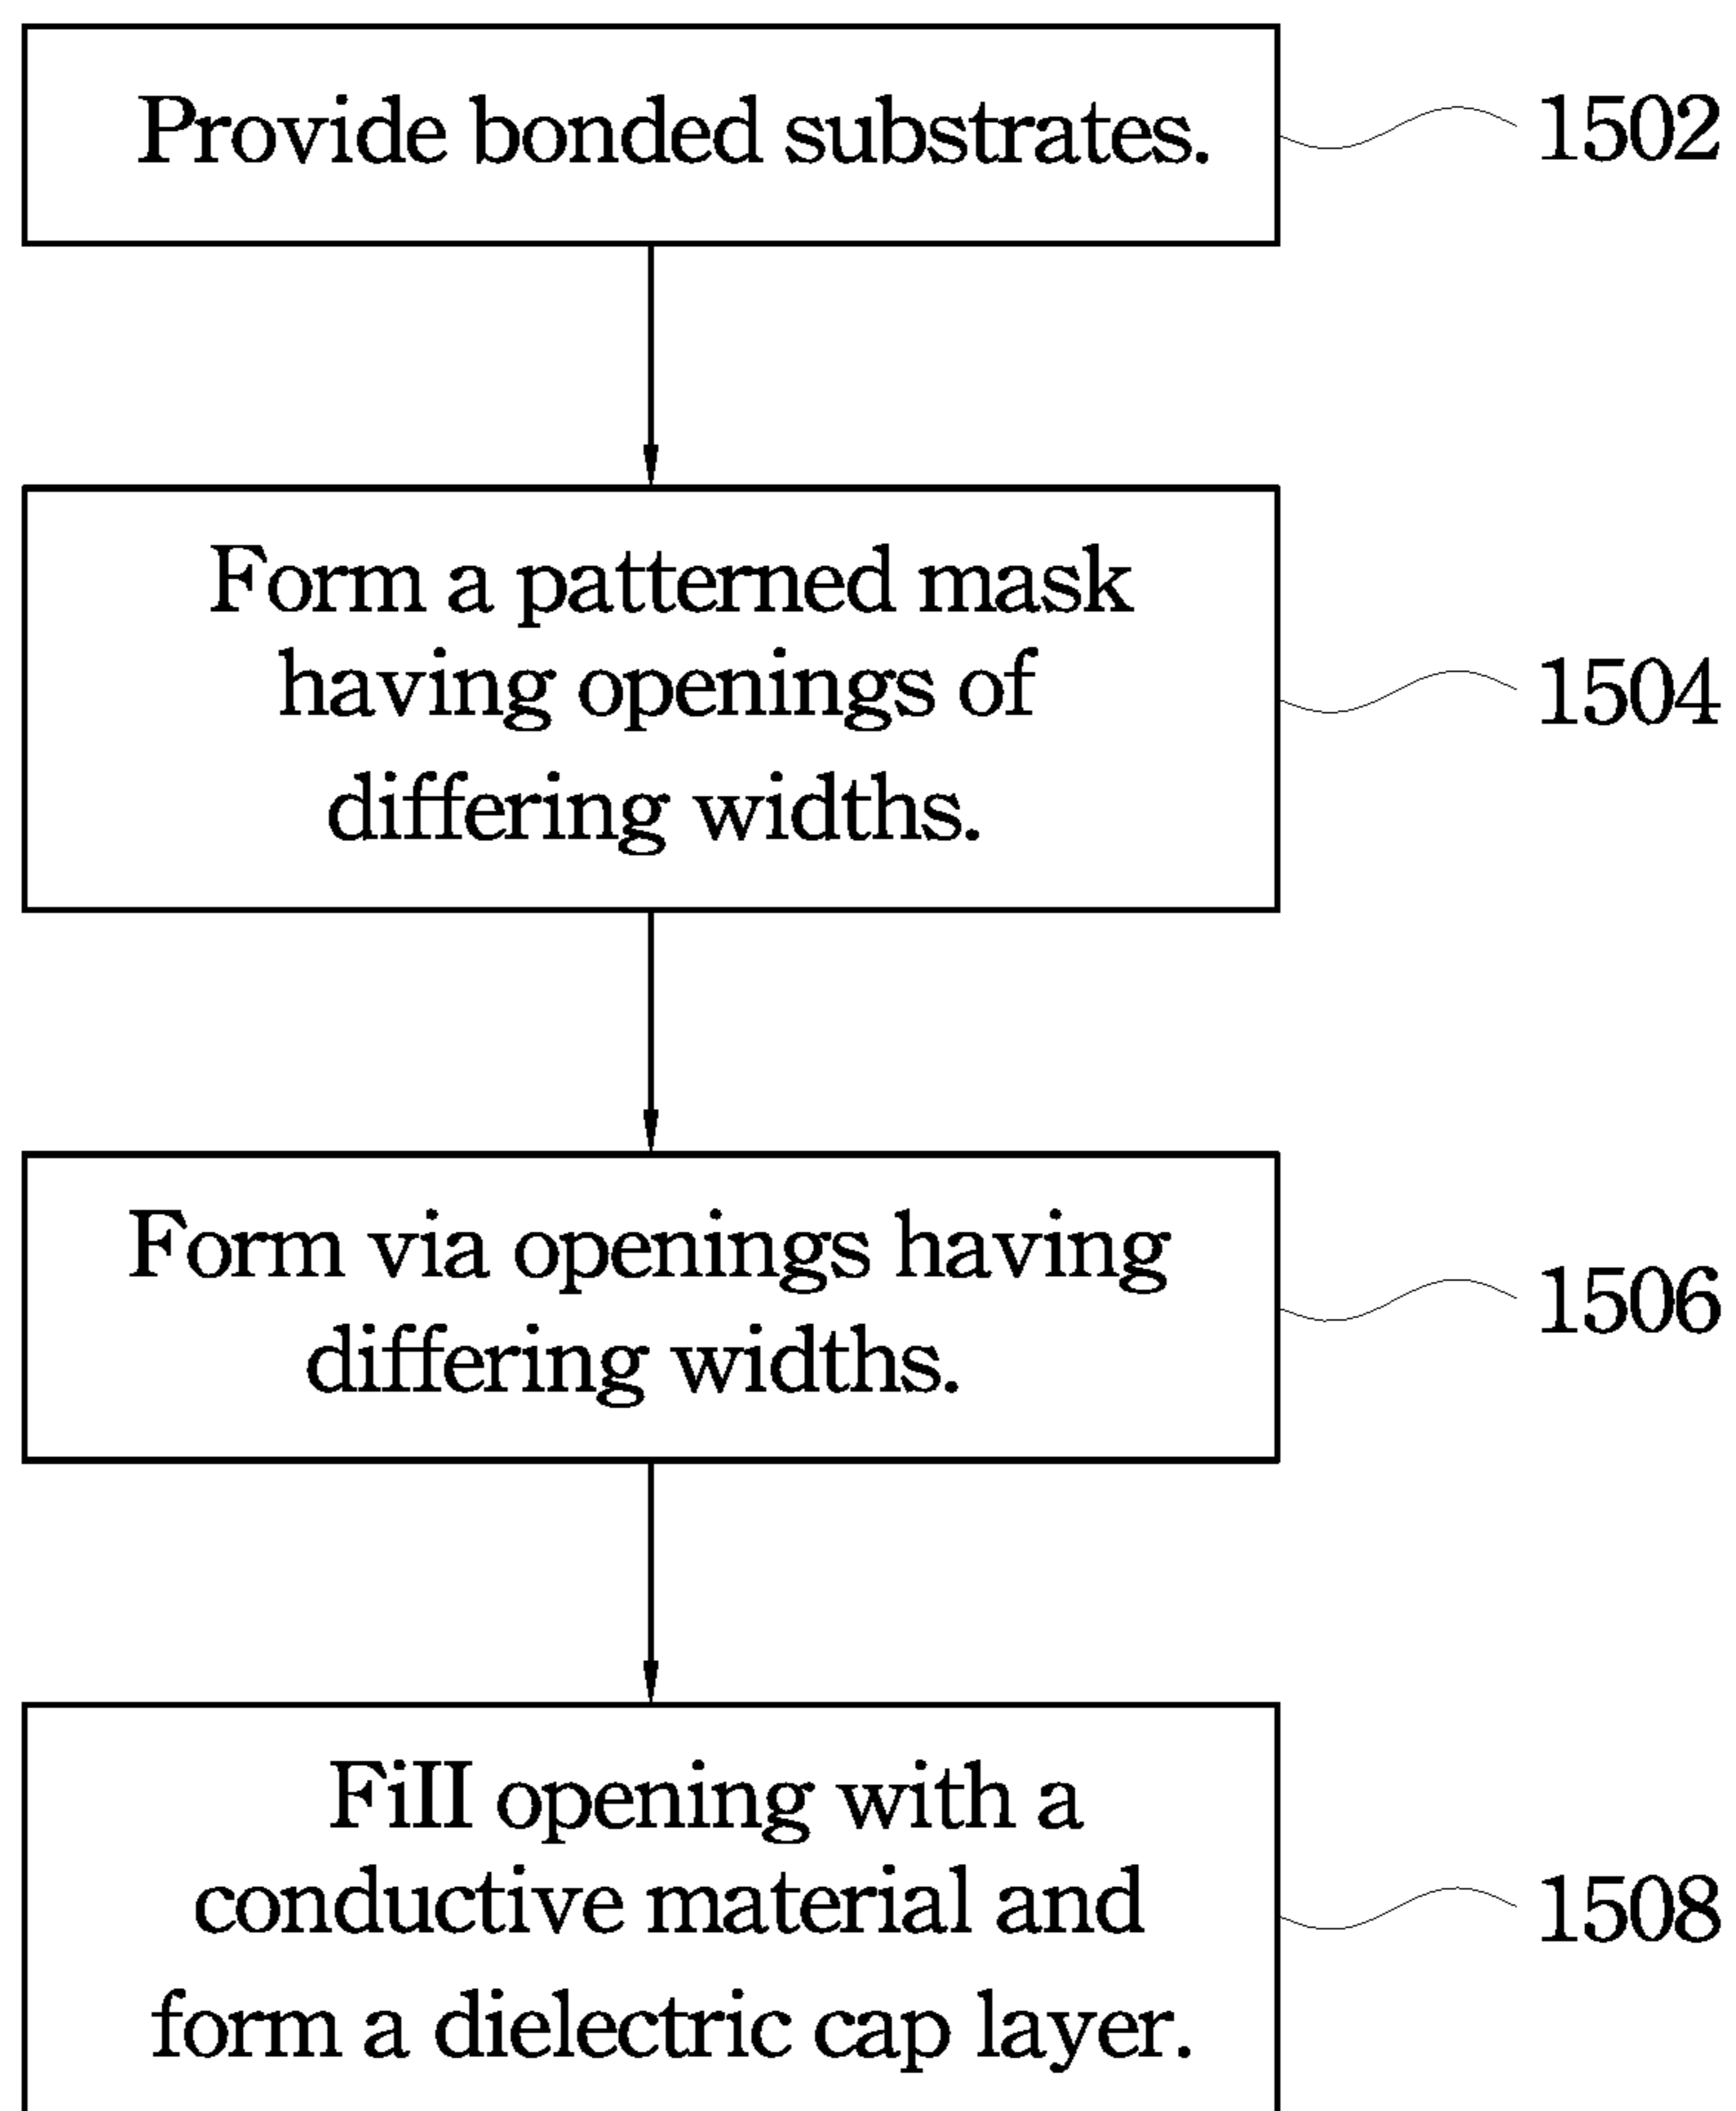 Provide bonded substrates.
1502
Form a patterned mask
having openings of
differing widths.
1504
Form via openings having
differing widths.
1506
Fill opening with a
conductive material and
form a dielectric cap layer.
1508